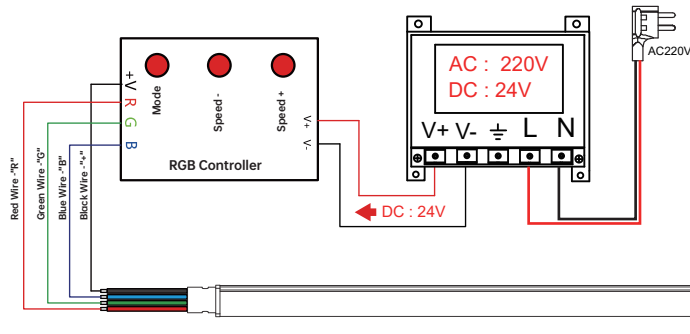 +V
R
G
B
Mode
Speed -
Speed +
V+
V-
RGB Controller
AC : 220V
DC : 24V
V+ V- L N
AC220V
DC : 24V
Red Wire -"R"
Green Wire -"G"
Blue Wire -"B"
Black Wire -"+"